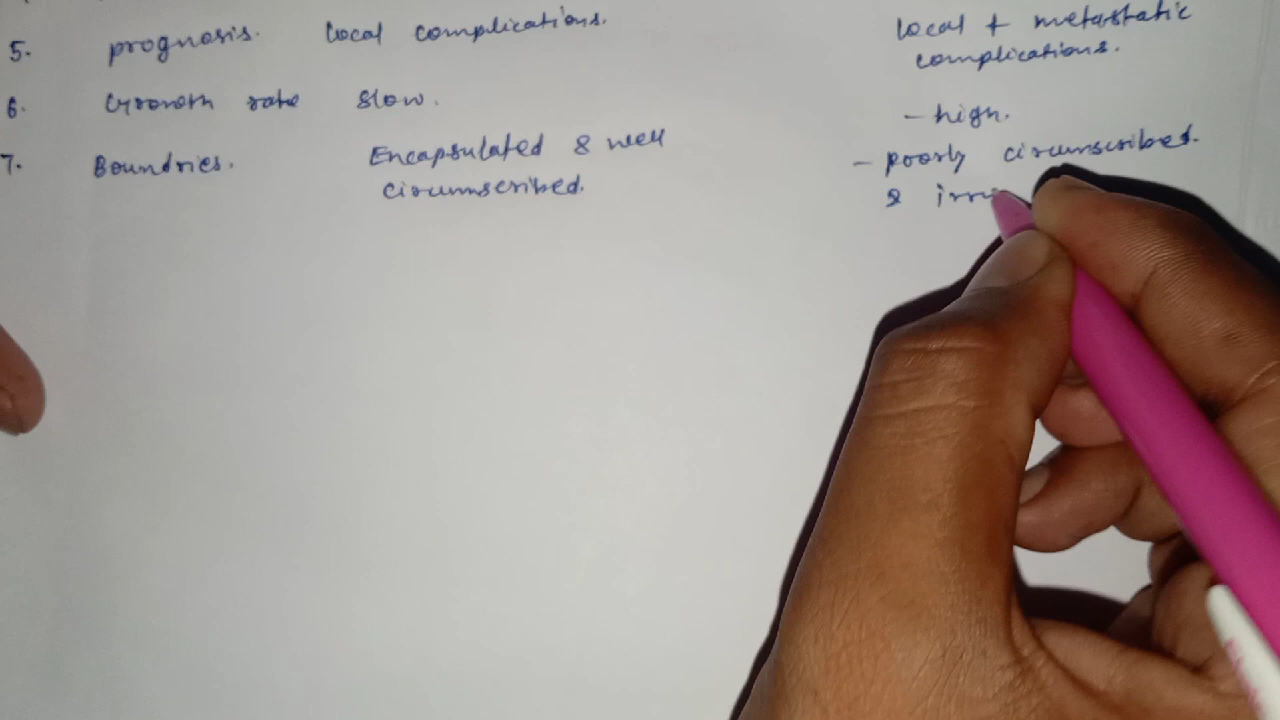 5. prognosis. local complications. local + metastatic
complications.
6. Growth rate slow. - high.
7. Boundries. Encapsulated & well - poorly circumscribed.
circumscribed. & irr